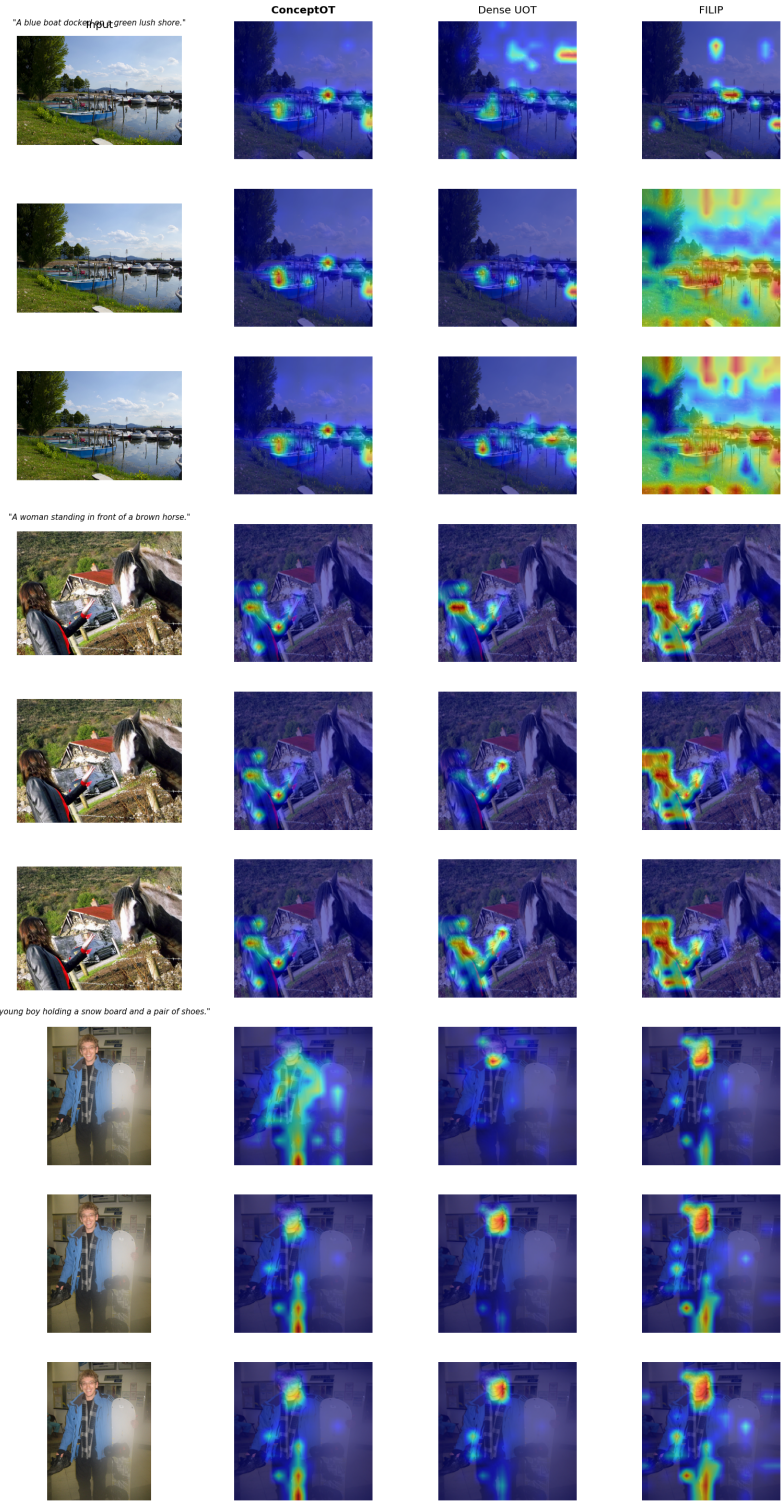 ConceptOT
Dense UOT
FILIP
"A blue boat docked on a green lush shore."
Input
"A woman standing in front of a brown horse."
young boy holding a snow board and a pair of shoes."